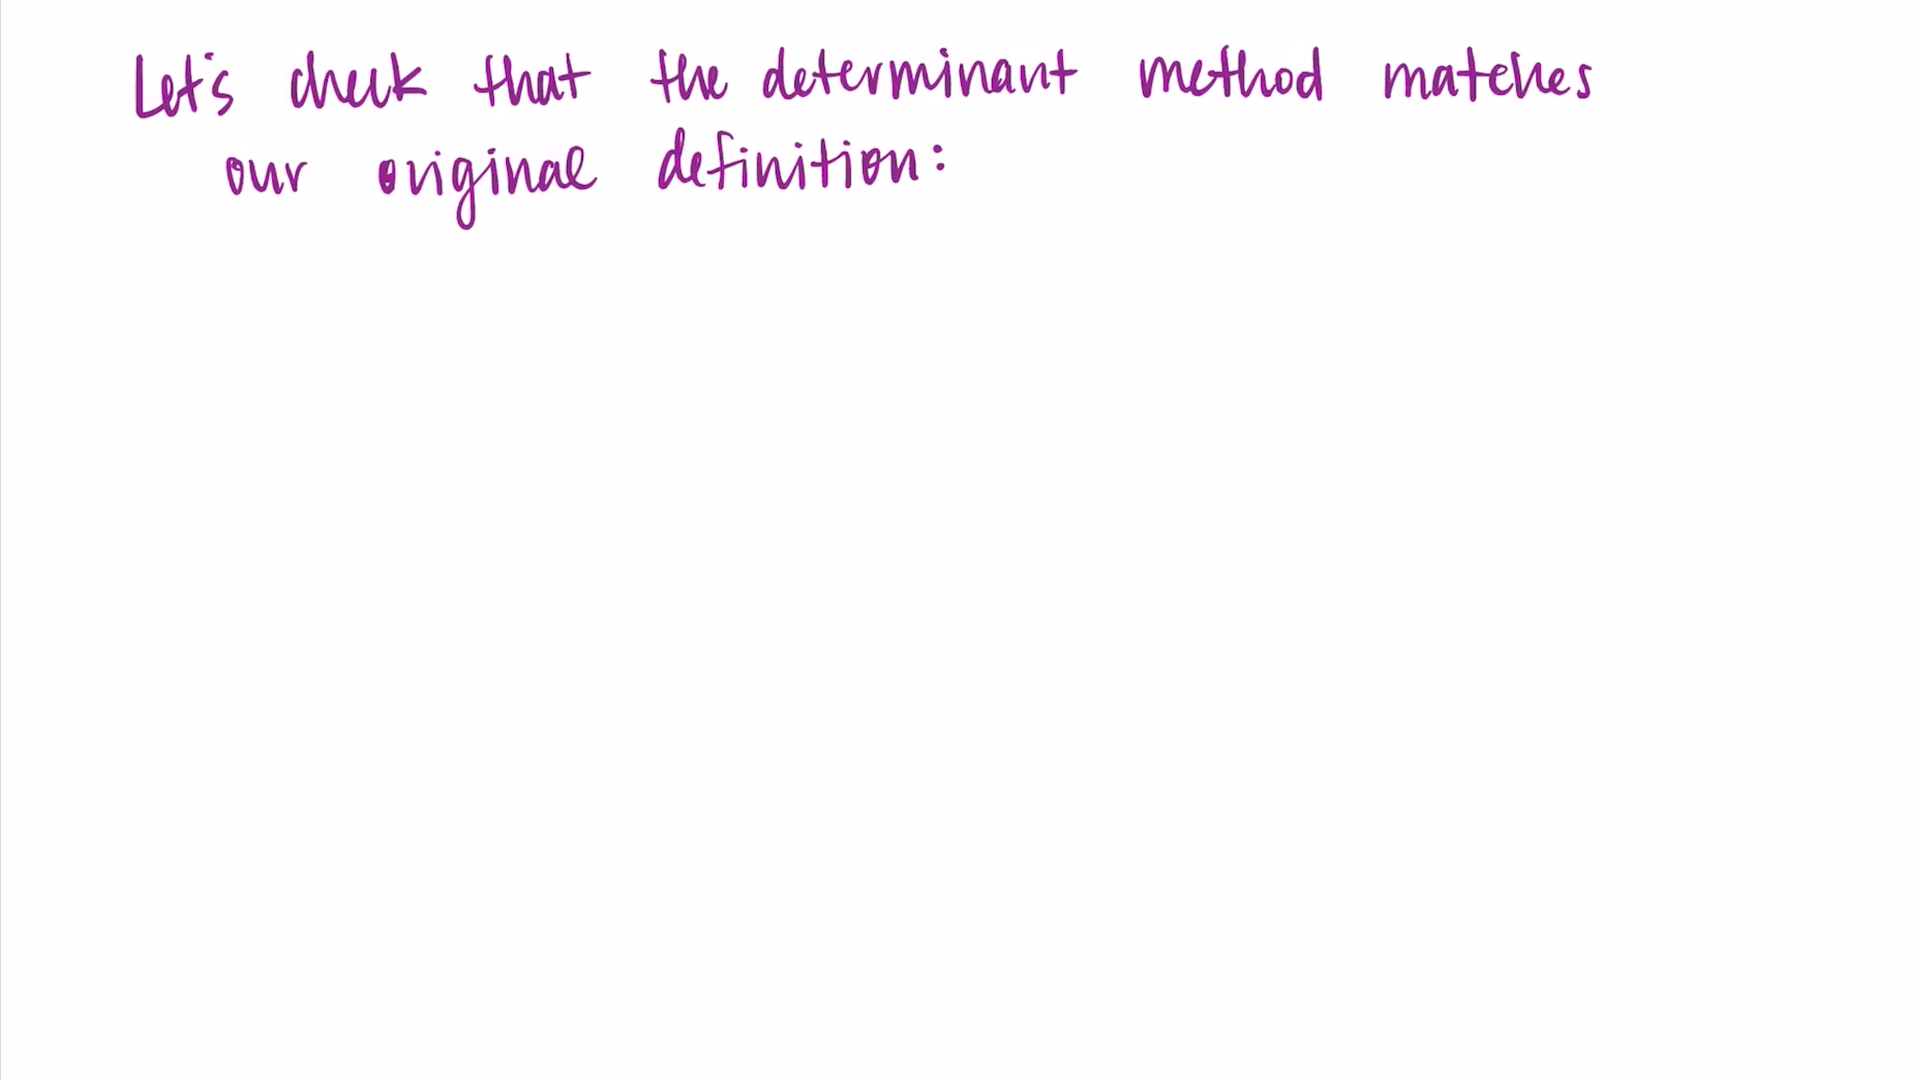 Let's check that the determinant method matches
our original definition: